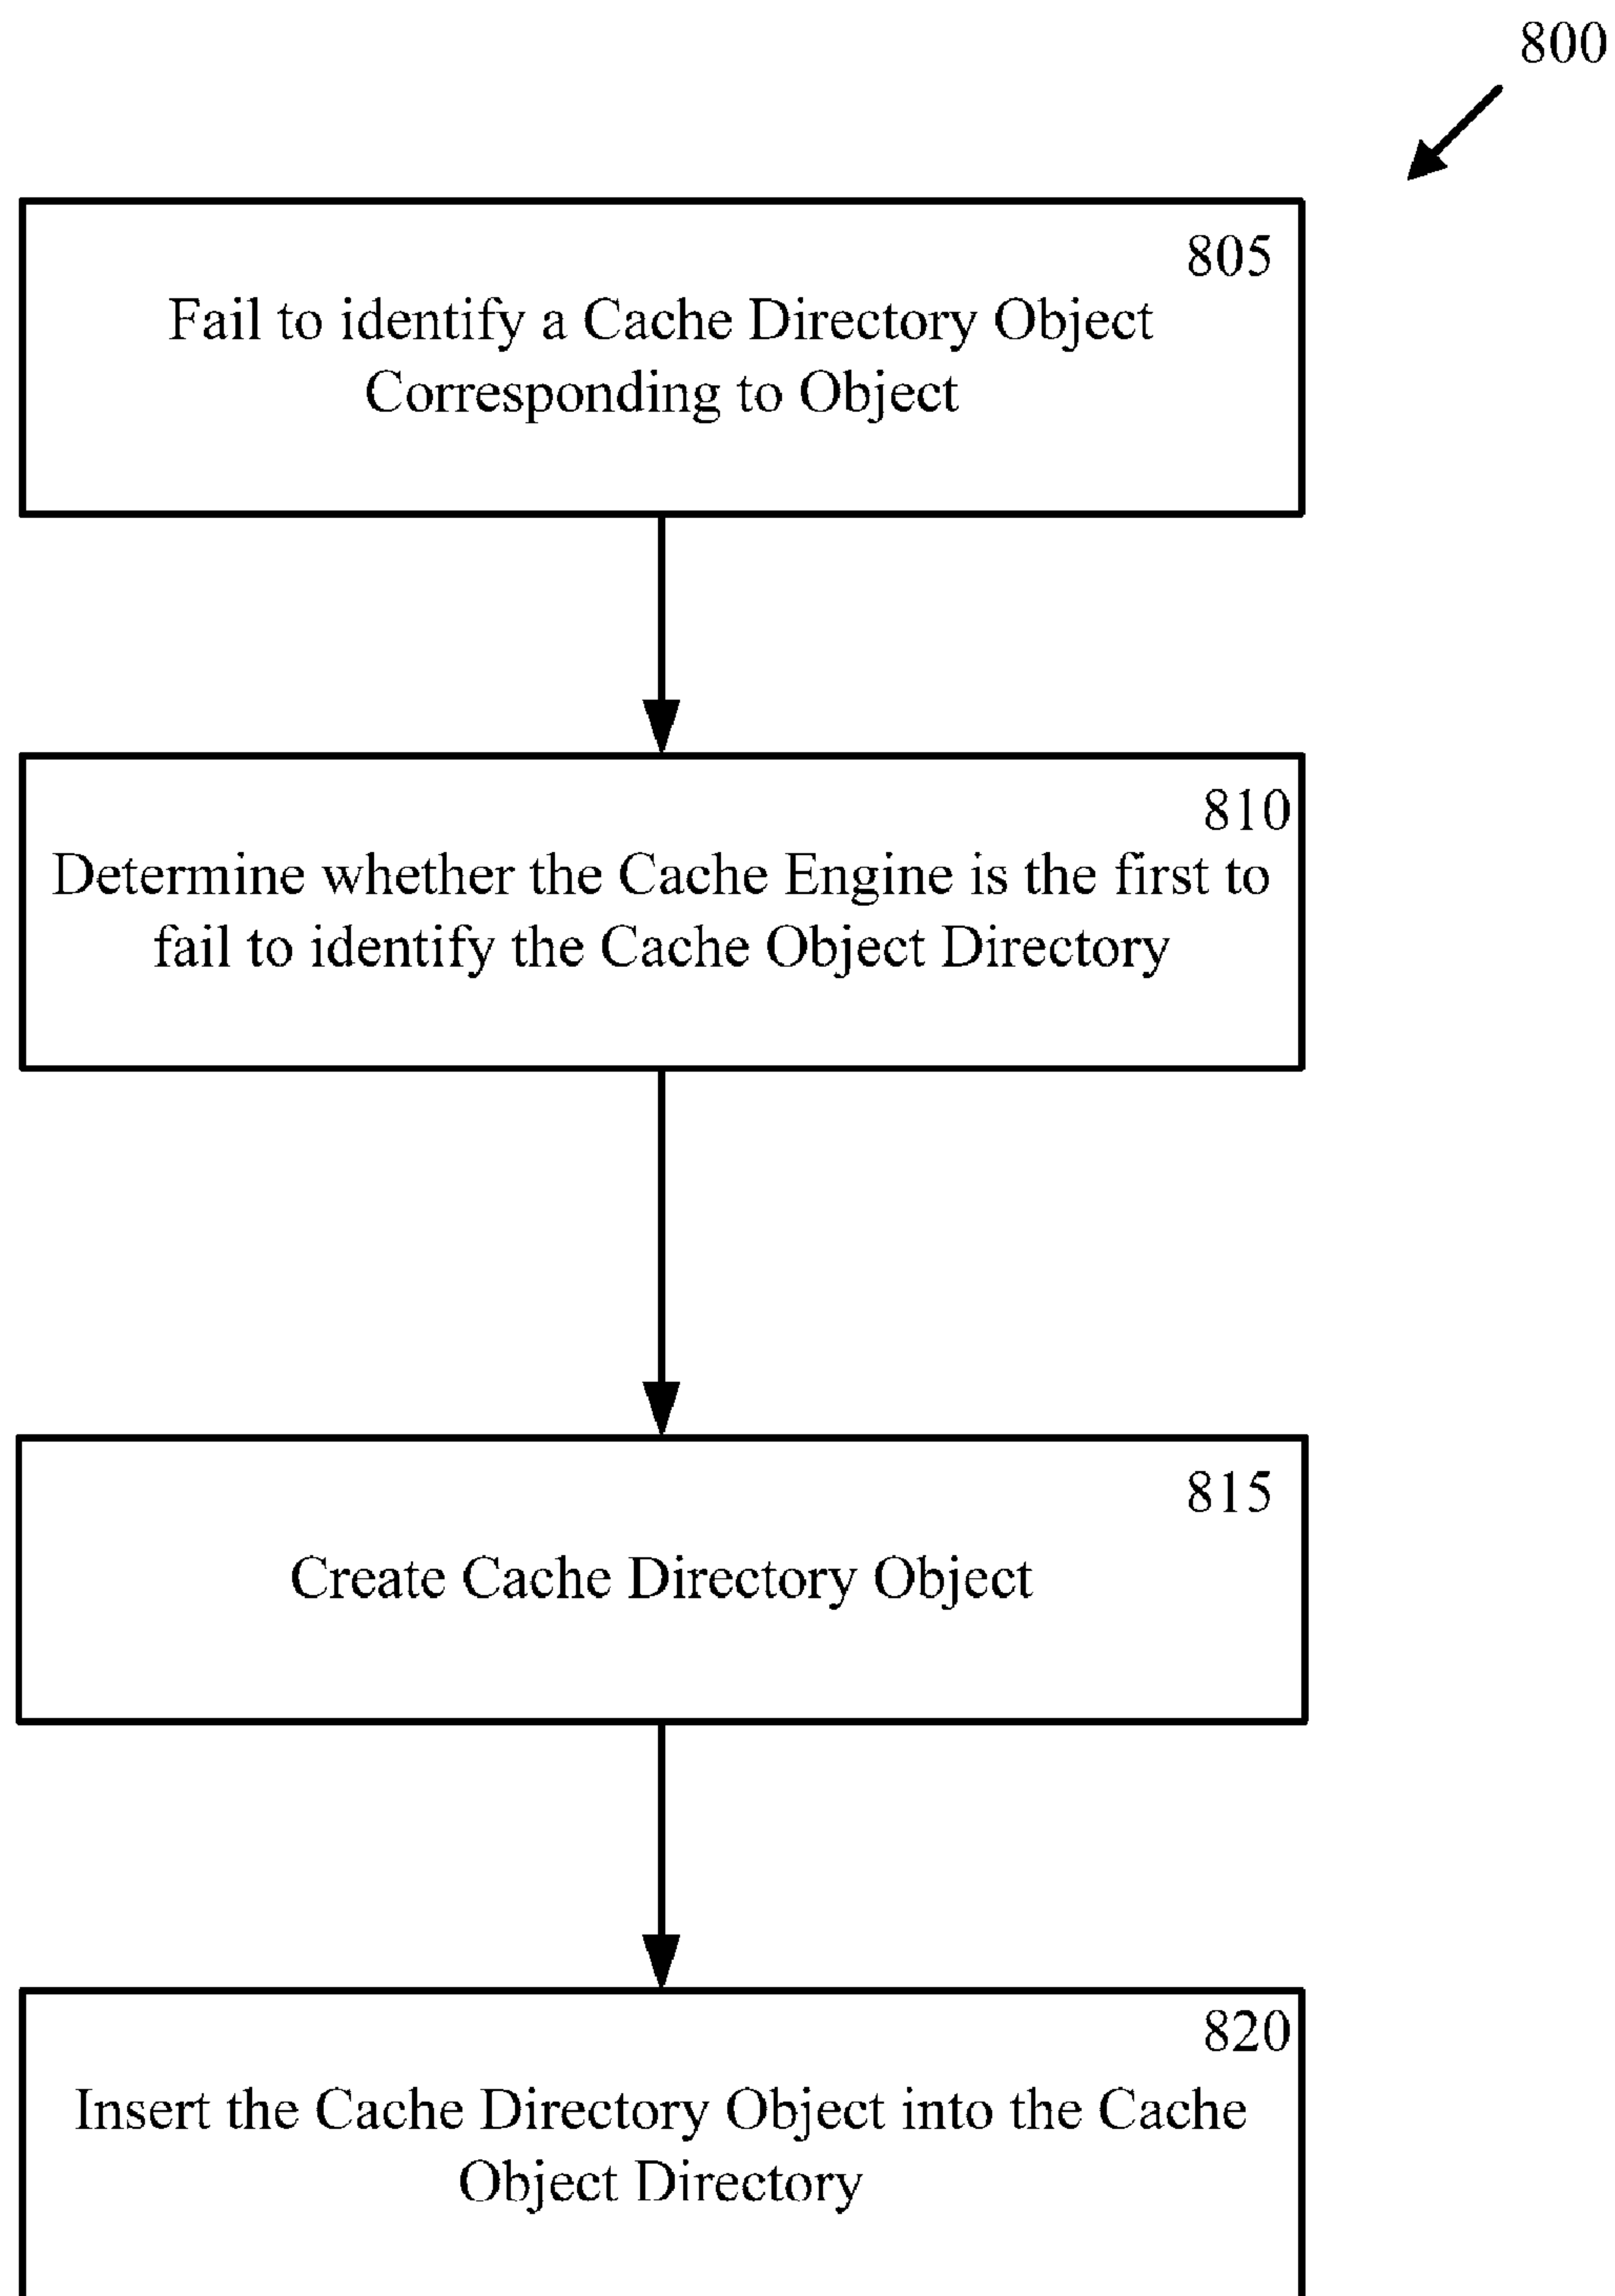 800
805
Fail to identify a Cache Directory Object
Corresponding to Object
810
Determine whether the Cache Engine is the first to
fail to identify the Cache Object Directory
815
Create Cache Directory Object
820
Insert the Cache Directory Object into the Cache
Object Directory